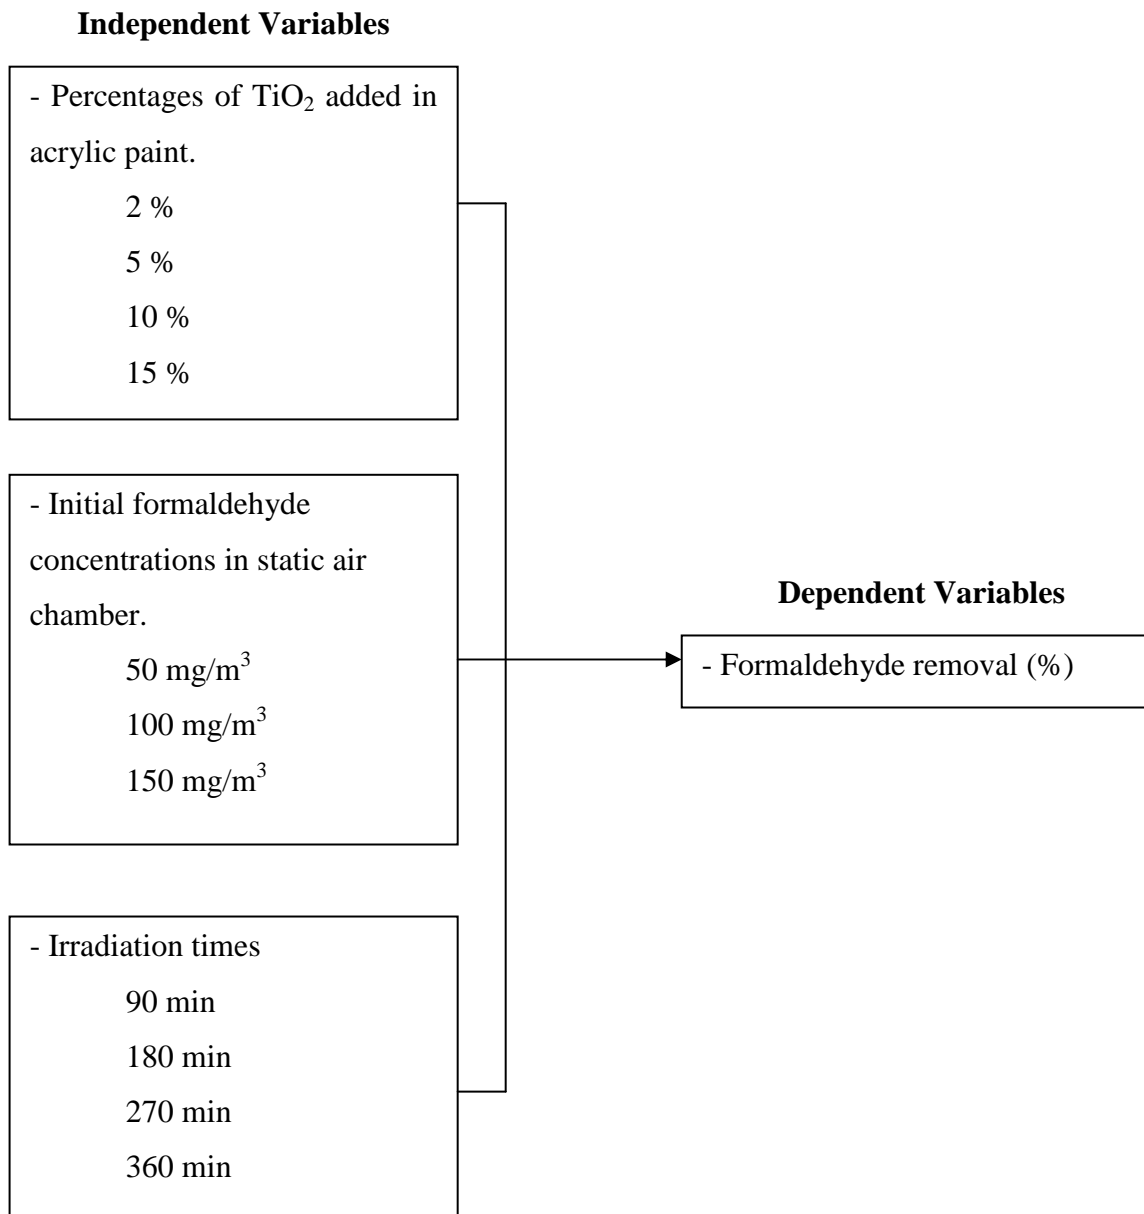 Independent Variables
- Percentages of TiO₂ added in
acrylic paint.
2 %
5 %
10 %
15 %
- Initial formaldehyde
concentrations in static air
chamber.
50 mg/m³
100 mg/m³
150 mg/m³
- Irradiation times
90 min
180 min
270 min
360 min
Dependent Variables
- Formaldehyde removal (%)